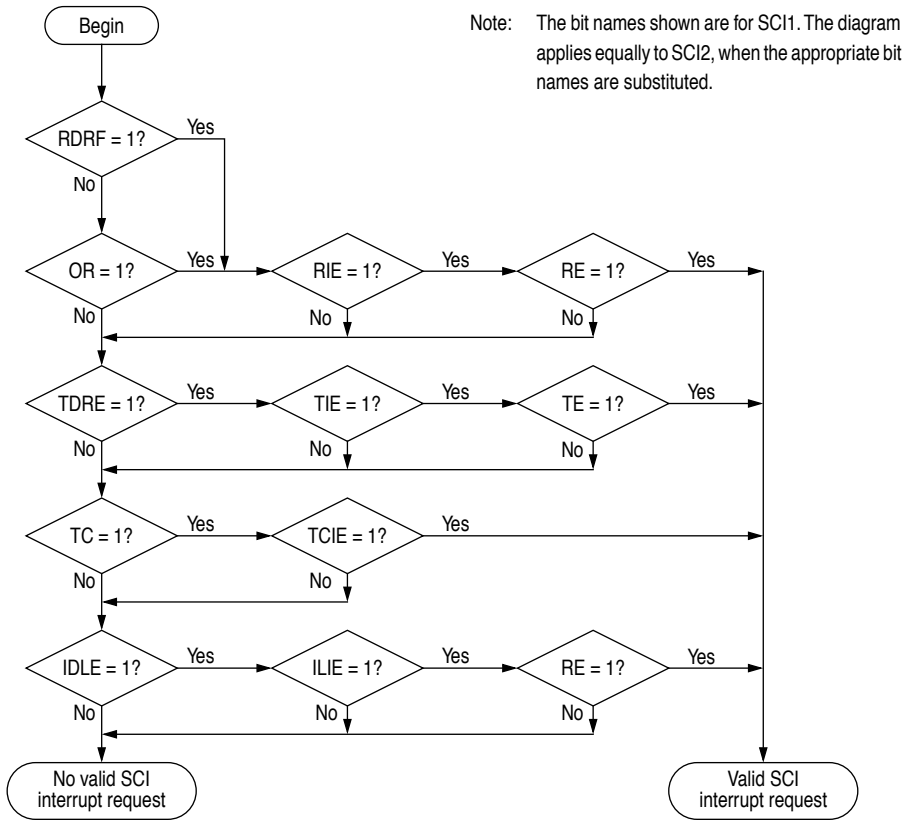 Begin
Note: The bit names shown are for SCI1. The diagram
applies equally to SCI2, when the appropriate bit
names are substituted.
RDRF = 1?
Yes
No
OR = 1?
Yes
RIE = 1?
Yes
RE = 1?
Yes
No
No
No
TDRE = 1?
Yes
TIE = 1?
Yes
TE = 1?
Yes
No
No
No
TC = 1?
Yes
TCIE = 1?
Yes
No
No
IDLE = 1?
Yes
ILIE = 1?
Yes
RE = 1?
Yes
No
No
No
No valid SCI
interrupt request
Valid SCI
interrupt request